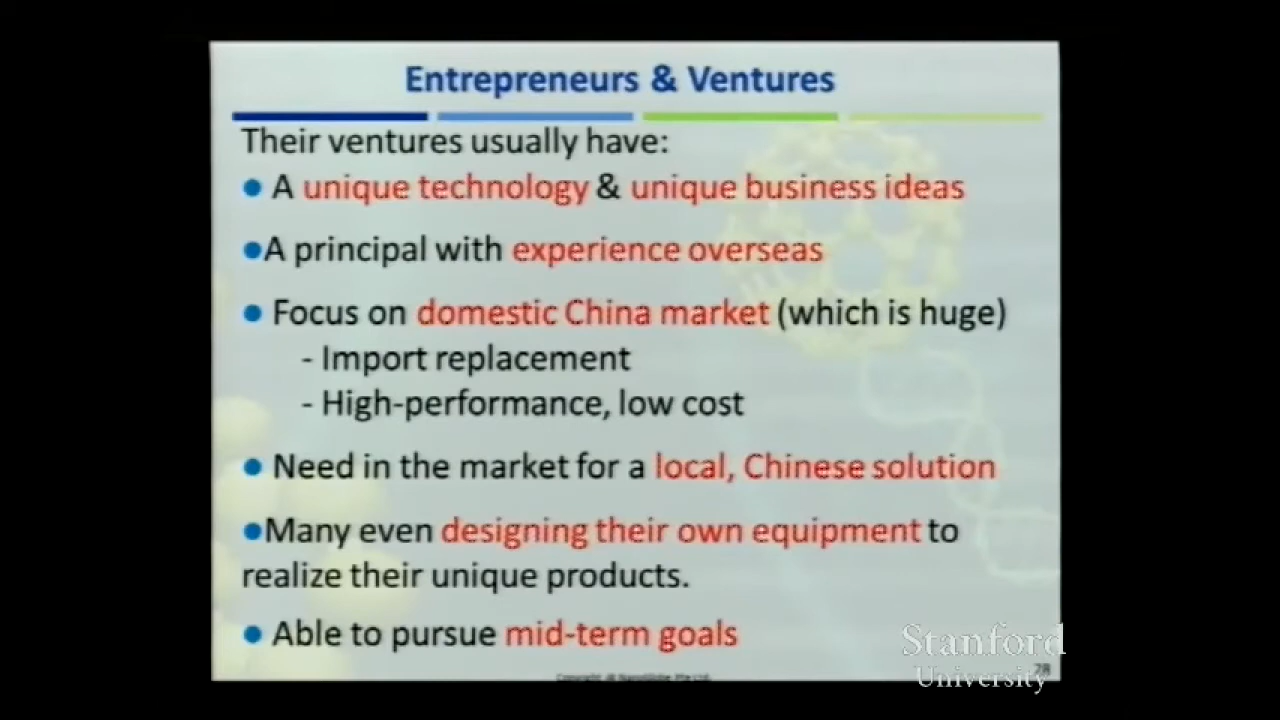 Entrepreneurs & Ventures
Their ventures usually have:
● A unique technology & unique business ideas
●A principal with experience overseas
● Focus on domestic China market (which is huge)
- Import replacement
- High-performance, low cost
● Need in the market for a local, Chinese solution
●Many even designing their own equipment to
realize their unique products.
● Able to pursue mid-term goals
Stanford
University
28